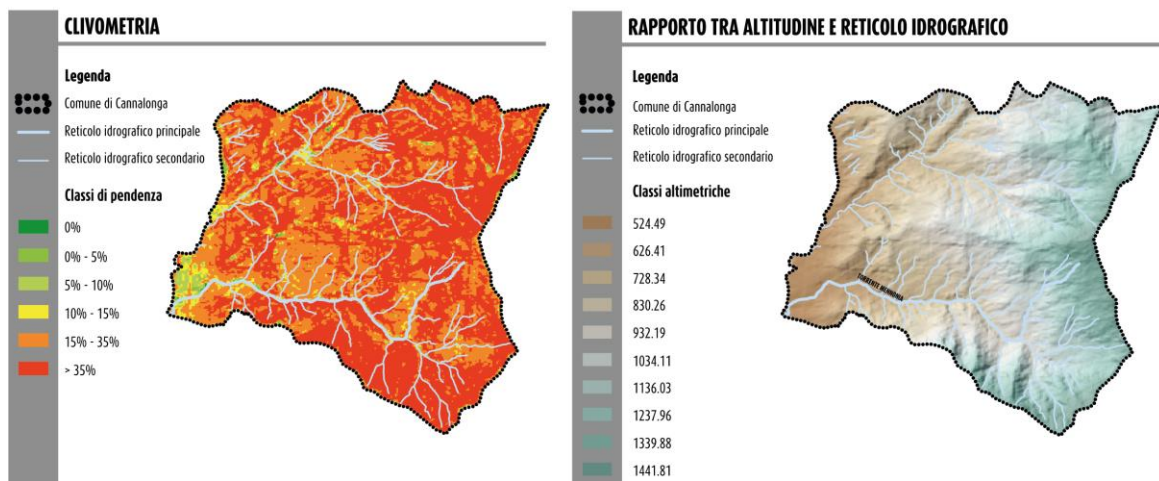 CLIVOMETRIA
Legenda
Comune di Cannalonga
Reticolo idrografico principale
Reticolo idrografico secondario
Classi di pendenza
0%
0% - 5%
5% - 10%
10% - 15%
15% - 35%
> 35%
RAPPORTO TRA ALTITUDINE E RETICOLO IDROGRAFICO
Legenda
Comune di Cannalonga
Reticolo idrografico principale
Reticolo idrografico secondario
Classi altimetriche
524.49
626.41
728.34
830.26
932.19
1034.11
1136.03
1237.96
1339.88
1441.81
TORRENTE